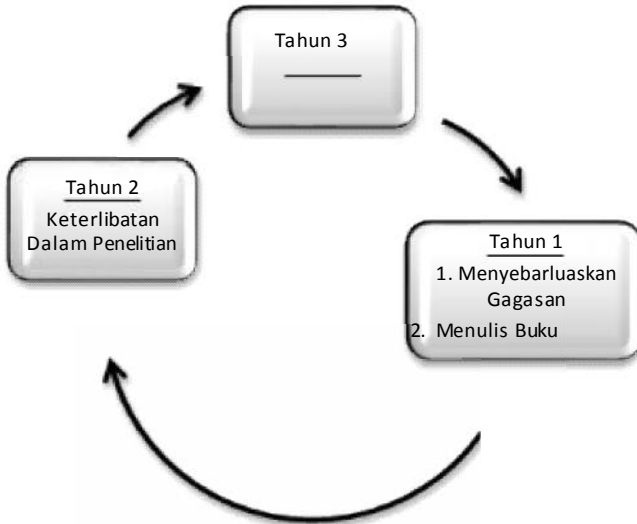 Tahun 3
Tahun 2
Keterlibatan
Dalam Penelitian
Tahun 1
1. Menyebarluaskan
Gagasan
2. Menulis Buku